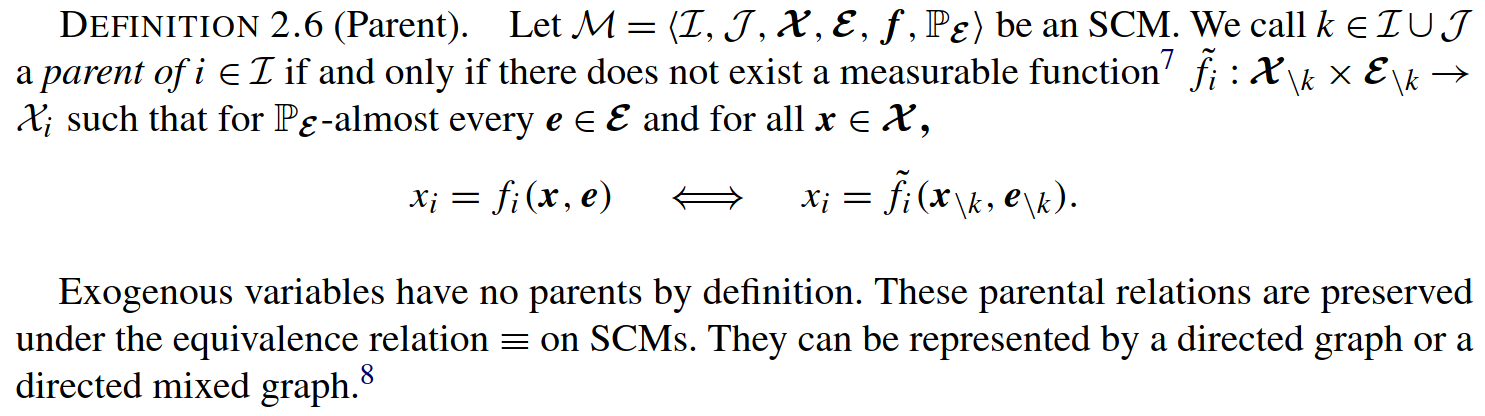 DEFINITION 2.6 (Parent). Let ℳ = ⟨ℐ, 𝒥, 𝓧, 𝓔, 𝒇, ℙ_𝓔⟩ be an SCM. We call k ∈ ℐ ∪ 𝒥
a parent of i ∈ ℐ if and only if there does not exist a measurable function⁷ f̃_i : 𝓧_{\k} × 𝓔_{\k} →
𝒳_i such that for ℙ_𝓔-almost every 𝒆 ∈ 𝓔 and for all 𝒙 ∈ 𝓧,
x_i = f_i(𝒙, 𝒆) ⟺ x_i = f̃_i(𝒙_{\k}, 𝒆_{\k}).
Exogenous variables have no parents by definition. These parental relations are preserved
under the equivalence relation ≡ on SCMs. They can be represented by a directed graph or a
directed mixed graph.⁸